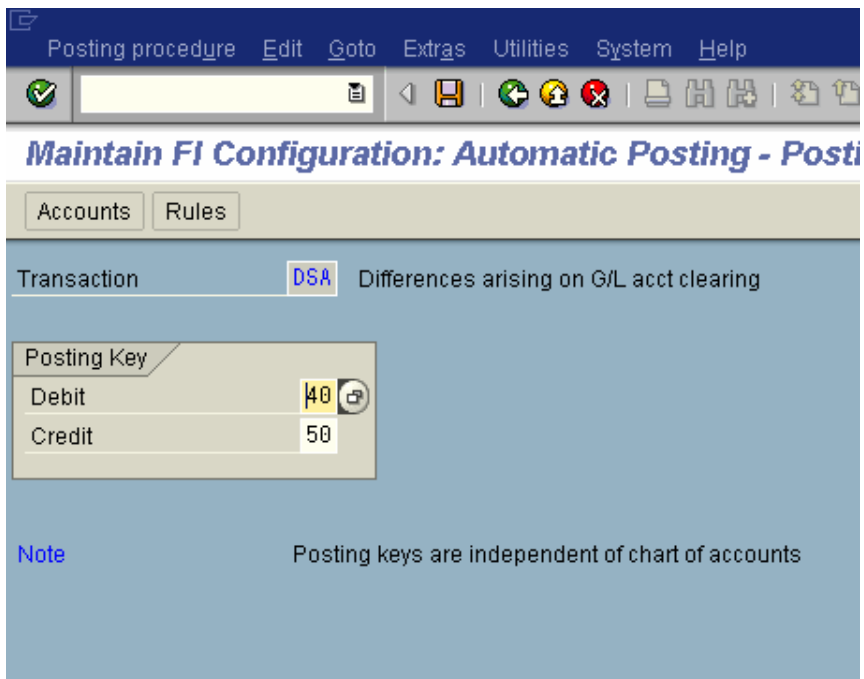 Posting procedure Edit Goto Extras Utilities System Help
Maintain FI Configuration: Automatic Posting - Posti
Accounts Rules
Transaction DSA Differences arising on G/L acct clearing
Posting Key
Debit 40
Credit 50
Note Posting keys are independent of chart of accounts